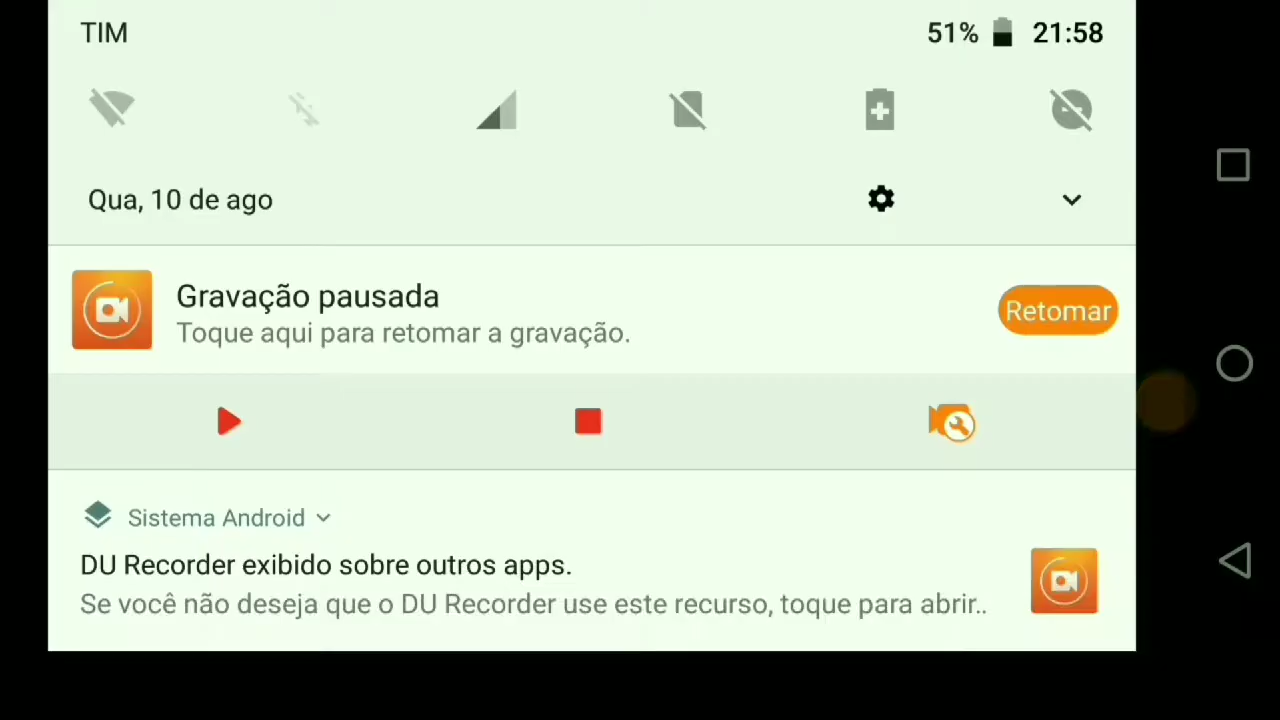 TIM
51% 21:58
Qua, 10 de ago
Gravação pausada
Toque aqui para retomar a gravação.
Retomar
Sistema Android
DU Recorder exibido sobre outros apps.
Se você não deseja que o DU Recorder use este recurso, toque para abrir..